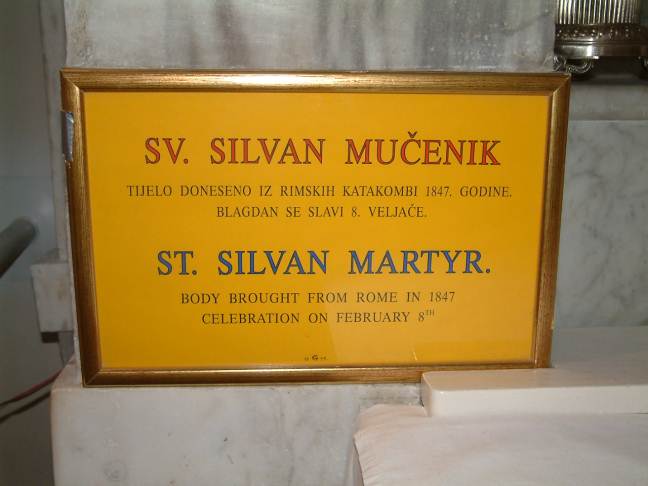 SV. SILVAN MUČENIK
TIJELO DONESENO IZ RIMSKIH KATAKOMBI 1847. GODINE.
BLAGDAN SE SLAVI 8. VELJAČE.
ST. SILVAN MARTYR.
BODY BROUGHT FROM ROME IN 1847
CELEBRATION ON FEBRUARY 8TH